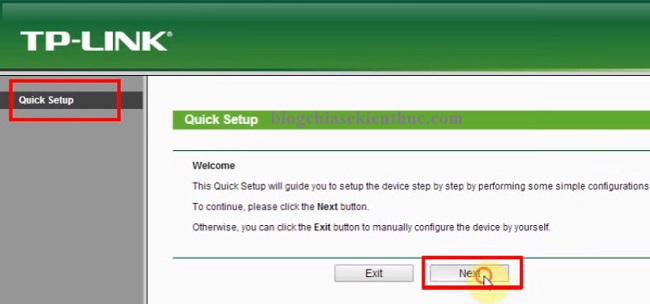 TP-LINK®
Quick Setup
Quick Setup blogchiasekienthuc.com
Welcome
This Quick Setup will guide you to setup the device step by step by performing some simple configurations
To continue, please click the Next button.
Otherwise, you can click the Exit button to manually configure the device by yourself.
Exit Next